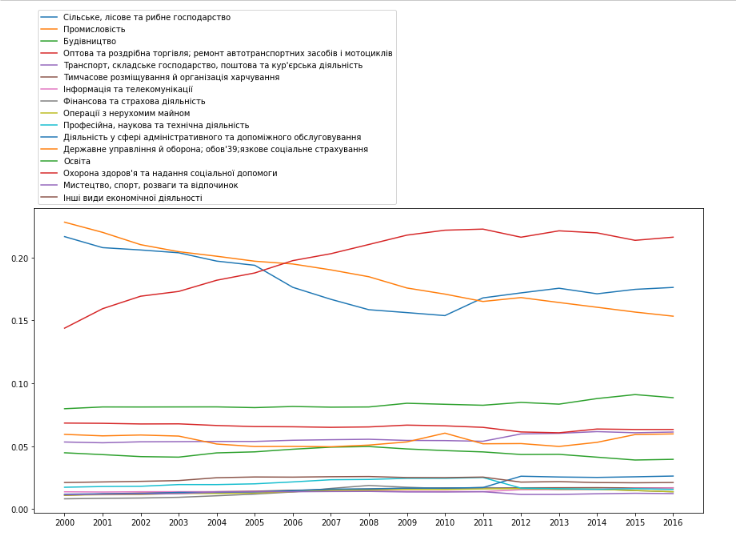 Сільське, лісове та рибне господарство
Промисловість
Будівництво
Оптова та роздрібна торгівля; ремонт автотранспортних засобів і мотоциклів
Транспорт, складське господарство, поштова та кур'єрська діяльність
Тимчасове розміщування й організація харчування
Інформація та телекомунікації
Фінансова та страхова діяльність
Операції з нерухомим майном
Професійна, наукова та технічна діяльність
Діяльність у сфері адміністративного та допоміжного обслуговування
Державне управління й оборона; обов'39;язкове соціальне страхування
Освіта
Охорона здоров'я та надання соціальної допомоги
Мистецтво, спорт, розваги та відпочинок
Інші види економічної діяльності
0.20
0.15
0.10
0.05
0.00
2000 2001 2002 2003 2004 2005 2006 2007 2008 2009 2010 2011 2012 2013 2014 2015 2016